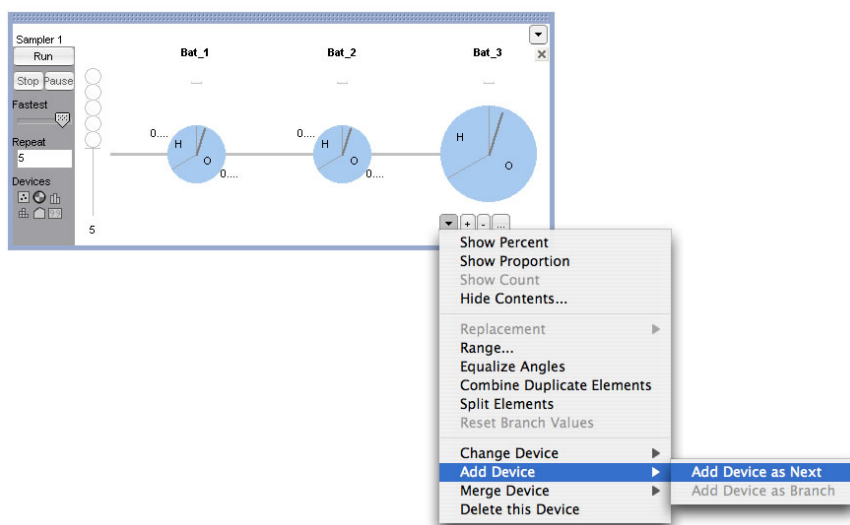 Sampler 1
Run
Stop Pause
Fastest
Repeat
5
Devices
5
Bat_1 Bat_2 Bat_3
0.... H O 0....
0.... H O 0....
H O
+ - ...
Show Percent
Show Proportion
Show Count
Hide Contents...
Replacement
Range...
Equalize Angles
Combine Duplicate Elements
Split Elements
Reset Branch Values
Change Device
Add Device
Merge Device
Delete this Device
Add Device as Next
Add Device as Branch